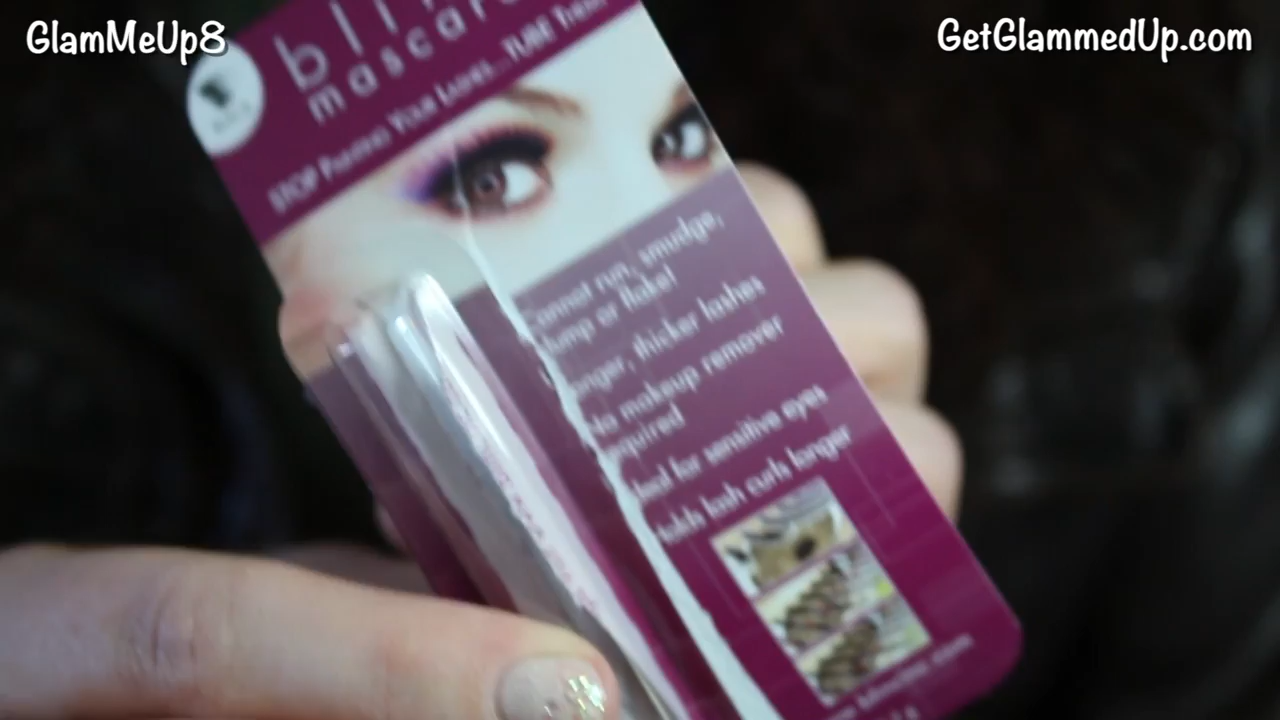 GlamMeUp8
GetGlammedUp.com
mascara
STOP Painting Your Lashes...TUBE Them!
Cannot run, smudge,
clump or flake!
longer, thicker lashes
No makeup remover
required
Ideal for sensitive eyes
Holds lash curls longer